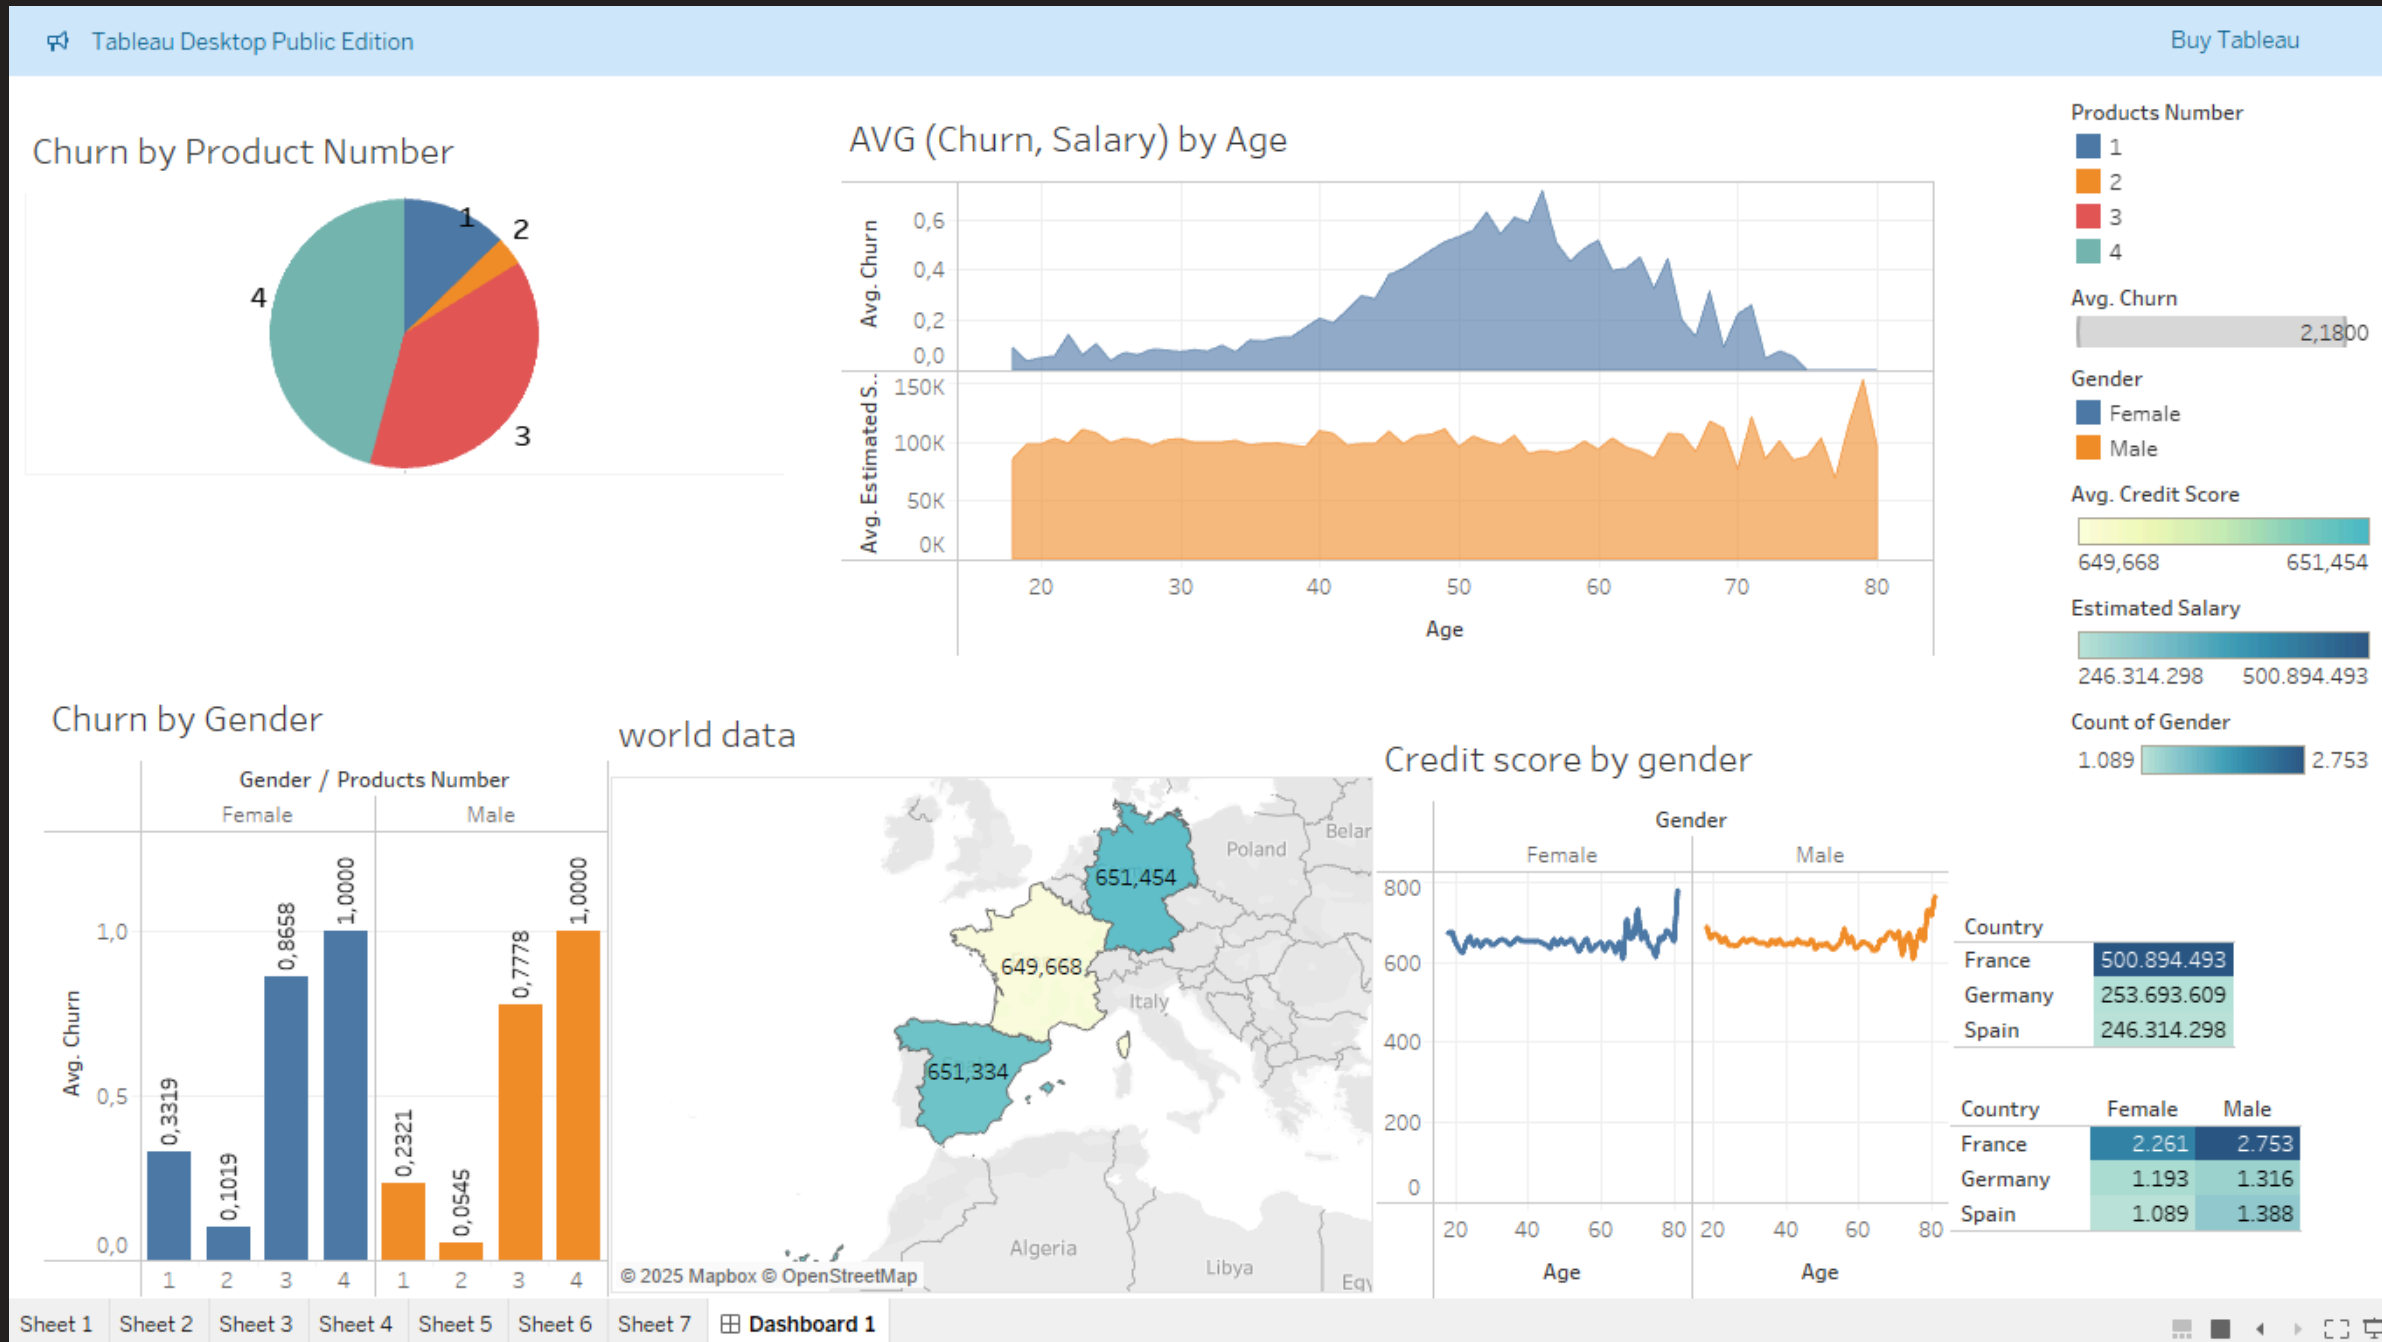 Tableau Desktop Public Edition
Buy Tableau
Churn by Product Number
1
2
3
4
AVG (Churn, Salary) by Age
Avg. Churn
0,6
0,4
0,2
0,0
Avg. Estimated S..
150K
100K
50K
0K
20 30 40 50 60 70 80
Age
Products Number
1
2
3
4
Avg. Churn
2,1800
Gender
Female
Male
Avg. Credit Score
649,668 651,454
Estimated Salary
246.314.298 500.894.493
Count of Gender
1.089 2.753
Churn by Gender
Gender / Products Number
Female Male
Avg. Churn
1,0
0,5
0,0
0,3319
0,1019
0,8658
1,0000
0,2321
0,0545
0,7778
1,0000
1 2 3 4 1 2 3 4
world data
Belar
Poland
651,454
649,668
Italy
651,334
Algeria
Libya
Egy
© 2025 Mapbox © OpenStreetMap
Credit score by gender
Gender
Female Male
800
600
400
200
0
20 40 60 80 20 40 60 80
Age Age
Country
France 500.894.493
Germany 253.693.609
Spain 246.314.298
Country Female Male
France 2.261 2.753
Germany 1.193 1.316
Spain 1.089 1.388
Sheet 1 Sheet 2 Sheet 3 Sheet 4 Sheet 5 Sheet 6 Sheet 7 Dashboard 1